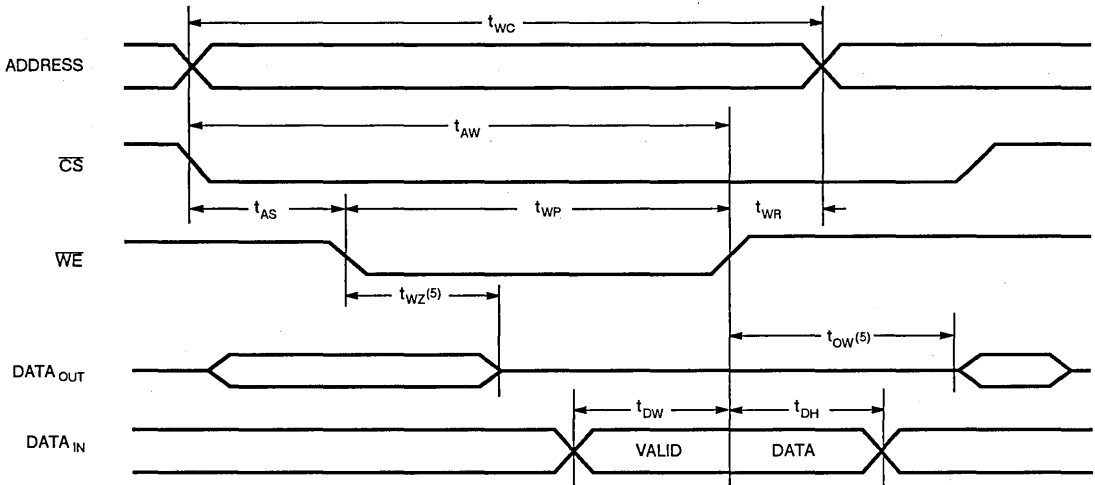 tWC
ADDRESS
tAW
CS
tAS tWP tWR
WE
tWZ(5)
tOW(5)
DATA OUT
tDW tDH
DATA IN VALID DATA